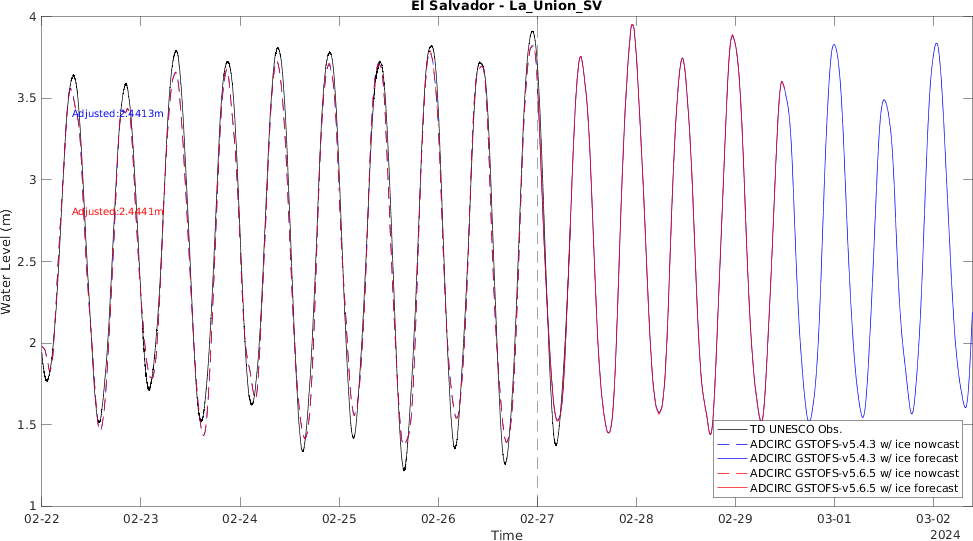 El Salvador - La_Union_SV
4
3.5
3
2.5
2
1.5
1
Water Level (m)
Adjusted:2.4413m
Adjusted:2.4441m
TD UNESCO Obs.
ADCIRC GSTOFS-v5.4.3 w/ ice nowcast
ADCIRC GSTOFS-v5.4.3 w/ ice forecast
ADCIRC GSTOFS-v5.6.5 w/ ice nowcast
ADCIRC GSTOFS-v5.6.5 w/ ice forecast
02-22 02-23 02-24 02-25 02-26 02-27 02-28 02-29 03-01 03-02
Time
2024